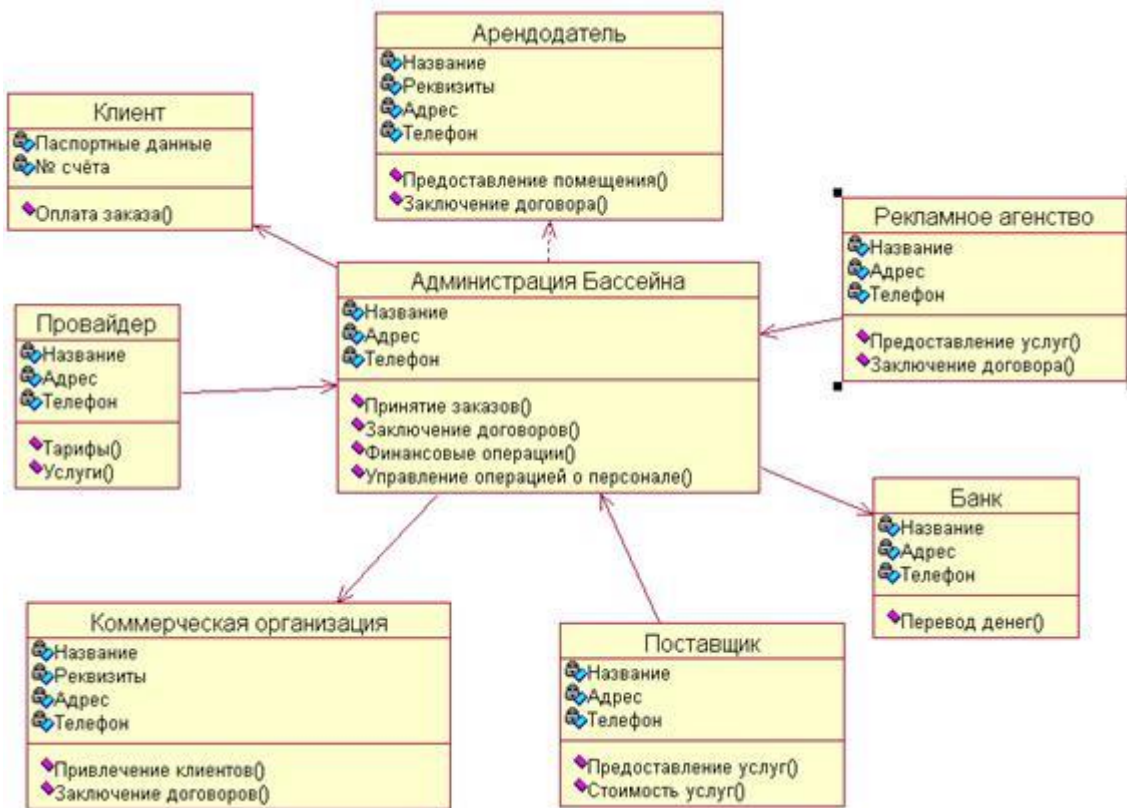 Арендодатель
Название
Реквизиты
Адрес
Телефон
Предоставление помещения()
Заключение договора()
Клиент
Паспортные данные
№ счёта
Оплата заказа()
Рекламное агенство
Название
Адрес
Телефон
Предоставление услуг()
Заключение договора()
Администрация Бассейна
Название
Адрес
Телефон
Принятие заказов()
Заключение договоров()
Финансовые операции()
Управление операцией о персонале()
Провайдер
Название
Адрес
Телефон
Тарифы()
Услуги()
Банк
Название
Адрес
Телефон
Перевод денег()
Коммерческая организация
Название
Реквизиты
Адрес
Телефон
Привлечение клиентов()
Заключение договоров()
Поставщик
Название
Адрес
Телефон
Предоставление услуг()
Стоимость услуг()